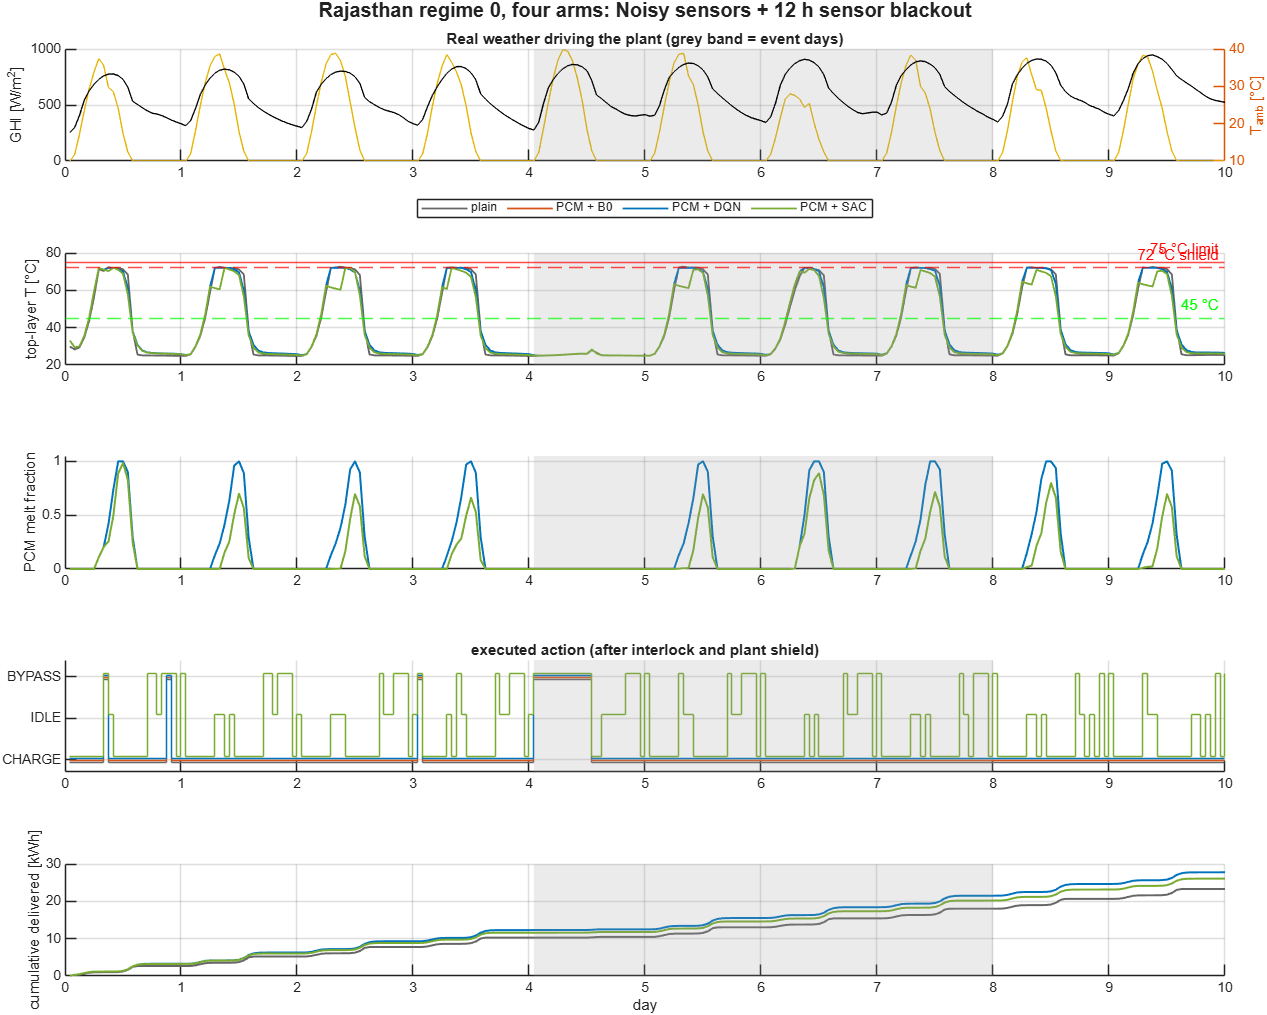 Rajasthan regime 0, four arms: Noisy sensors + 12 h sensor blackout
Real weather driving the plant (grey band = event days)
1000
500
0
GHI [W/m²]
40
30
20
10
T_amb [°C]
0 1 2 3 4 5 6 7 8 9 10
plain PCM + B0 PCM + DQN PCM + SAC
80
60
40
20
top-layer T [°C]
75 °C limit
72 °C shield
45 °C
0 1 2 3 4 5 6 7 8 9 10
1
0.5
0
PCM melt fraction
0 1 2 3 4 5 6 7 8 9 10
executed action (after interlock and plant shield)
BYPASS
IDLE
CHARGE
0 1 2 3 4 5 6 7 8 9 10
30
20
10
0
cumulative delivered [kWh]
0 1 2 3 4 5 6 7 8 9 10
day